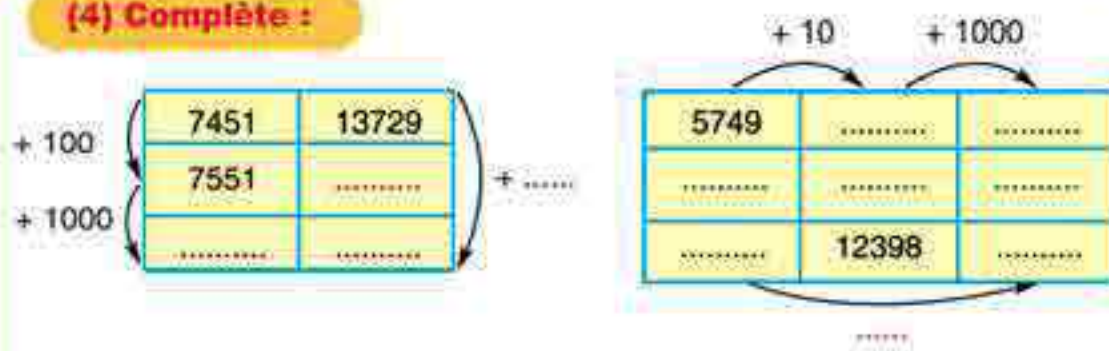 (4) Complète :
+ 10 + 1000
+ 100
+ 1000
7451 13729
7551 ..........
.......... ..........
+ ......
5749 .......... ..........
.......... .......... ..........
.......... 12398 ..........
......